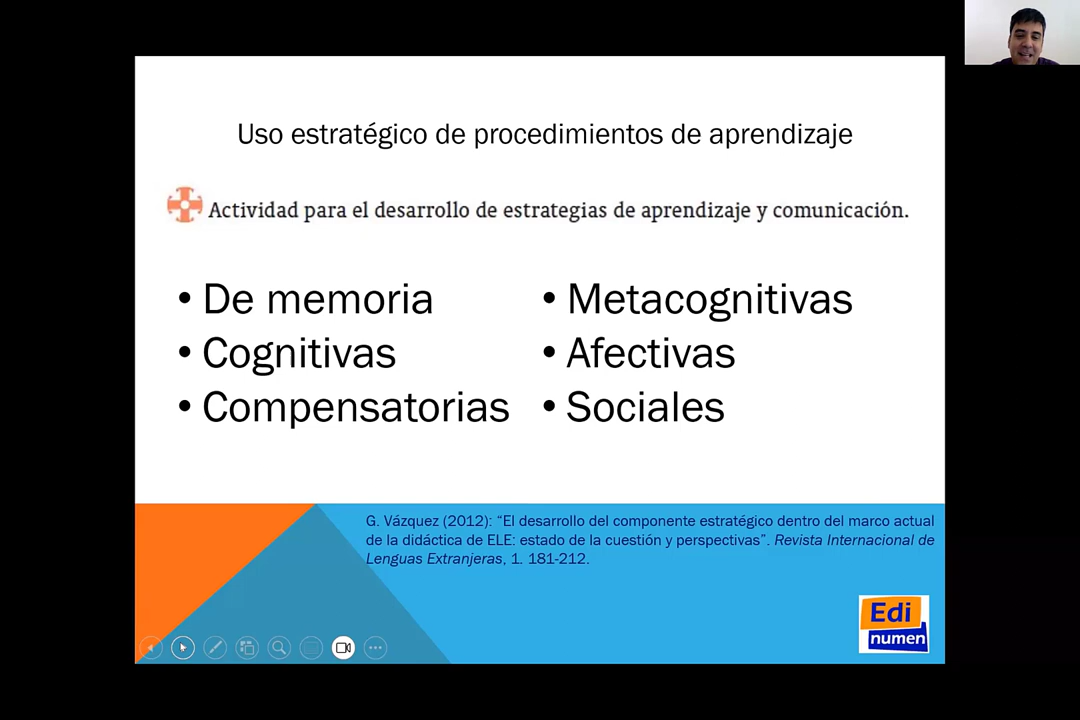 Uso estratégico de procedimientos de aprendizaje
Actividad para el desarrollo de estrategias de aprendizaje y comunicación.
• De memoria
• Cognitivas
• Compensatorias
• Metacognitivas
• Afectivas
• Sociales
G. Vázquez (2012): “El desarrollo del componente estratégico dentro del marco actual
de la didáctica de ELE: estado de la cuestión y perspectivas”. Revista Internacional de
Lenguas Extranjeras, 1. 181-212.
Edi
numen